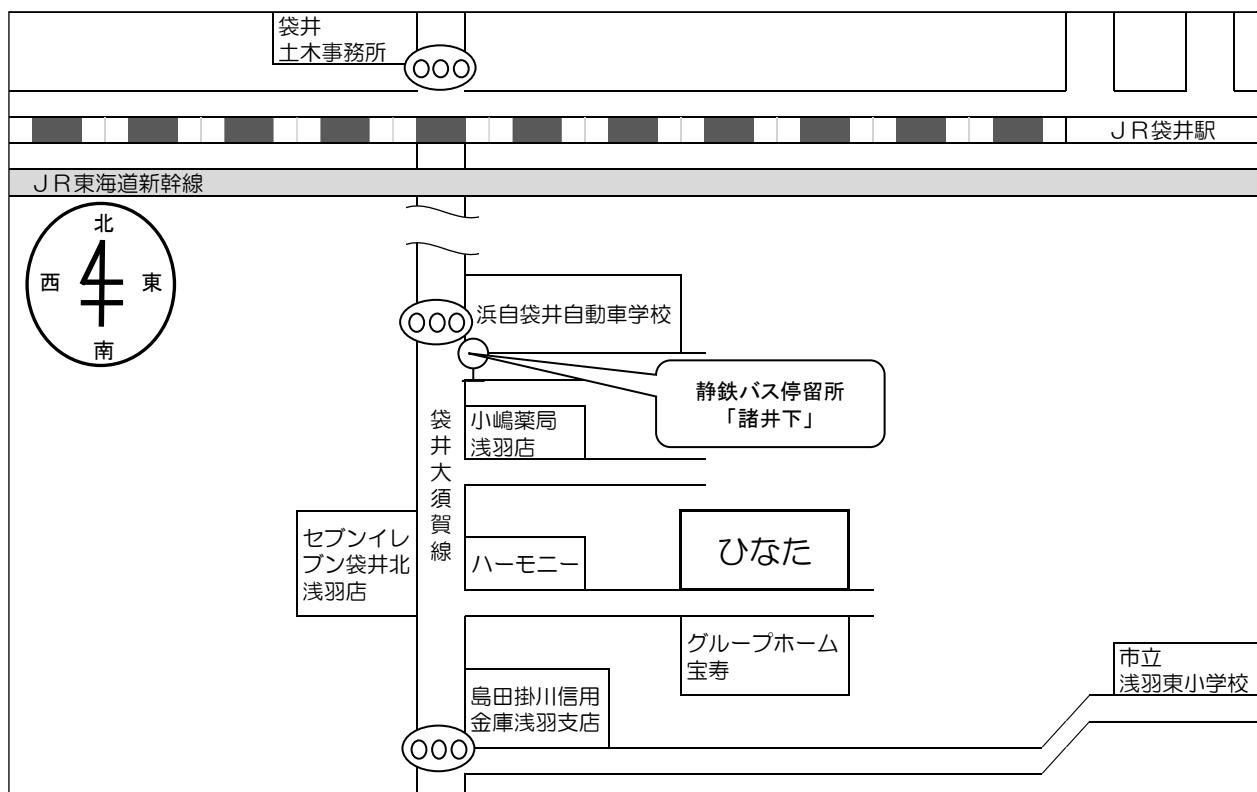 袋井
土木事務所
JR袋井駅
JR東海道新幹線
北
西
東
南
浜自袋井自動車学校
静鉄バス停留所
「諸井下」
袋井大須賀線
小嶋薬局
浅羽店
セブンイレ
ブン袋井北
浅羽店
ハーモニー
ひなた
グループホーム
宝寿
市立
浅羽東小学校
島田掛川信用
金庫浅羽支店